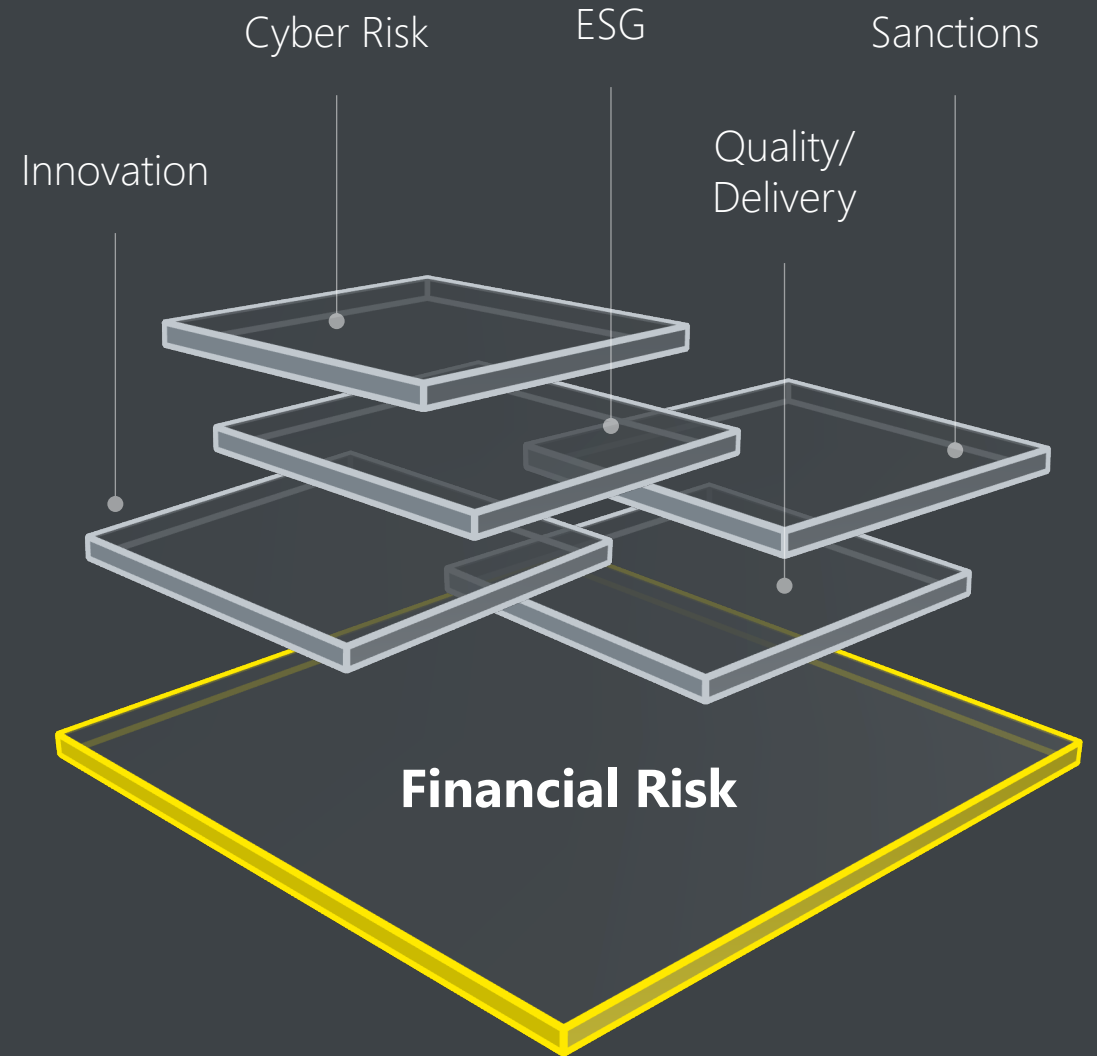 Cyber Risk
ESG
Sanctions
Innovation
Quality/
Delivery
Financial Risk